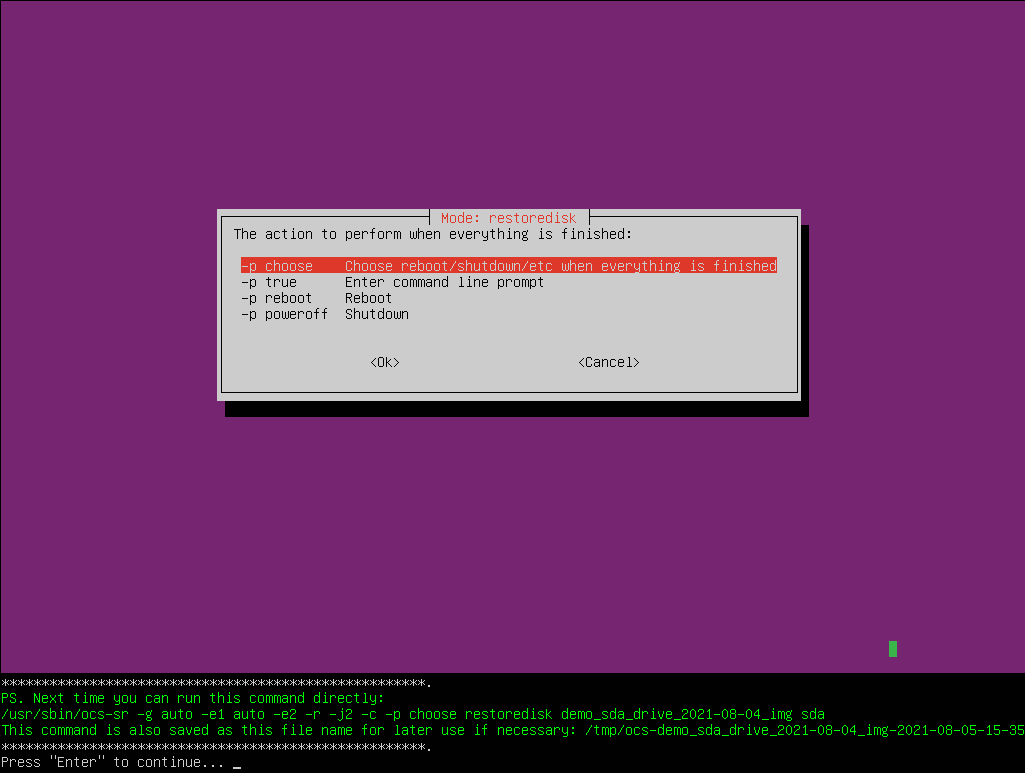 Mode: restoredisk
The action to perform when everything is finished:
-p choose Choose reboot/shutdown/etc when everything is finished
-p true Enter command line prompt
-p reboot Reboot
-p poweroff Shutdown
<Ok> <Cancel>
*****************************************************.
PS. Next time you can run this command directly:
/usr/sbin/ocs-sr -g auto -e1 auto -e2 -r -j2 -c -p choose restoredisk demo_sda_drive_2021-08-04_img sda
This command is also saved as this file name for later use if necessary: /tmp/ocs-demo_sda_drive_2021-08-04_img-2021-08-05-15-35
*****************************************************.
Press "Enter" to continue... _